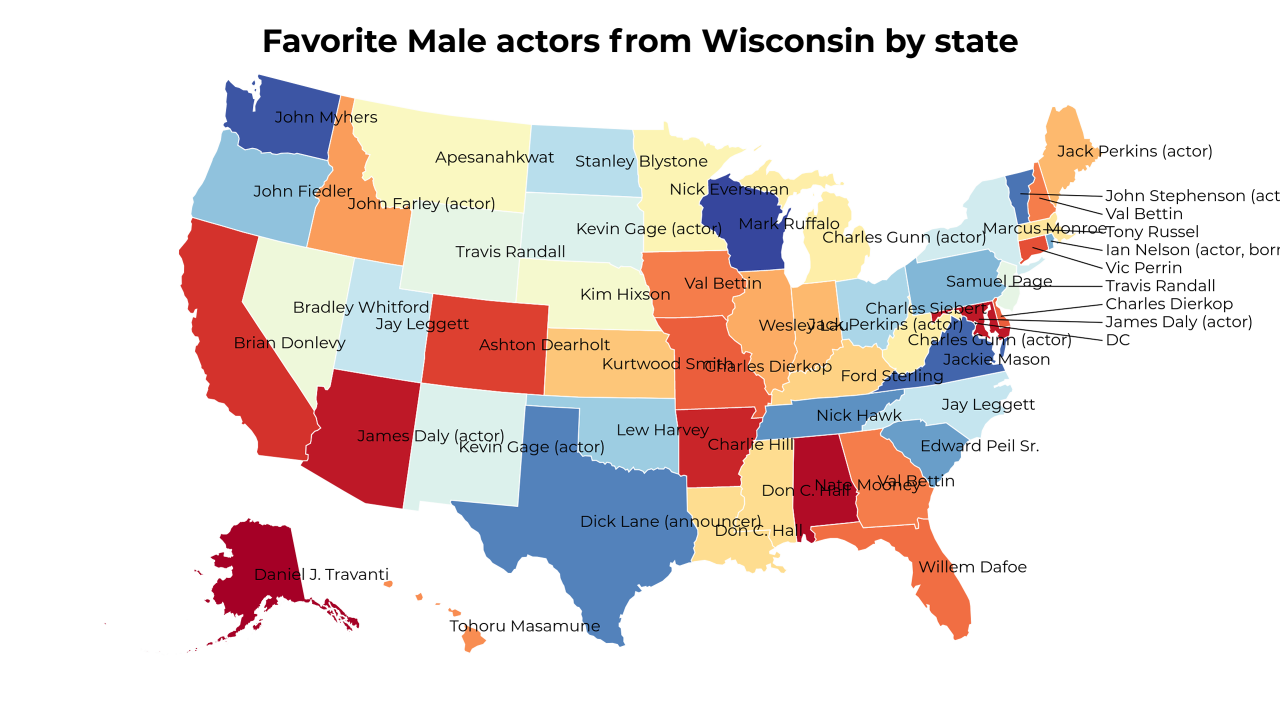 Favorite Male actors from Wisconsin by state
John Myhers
Jack Perkins (actor)
Apesanahkwat
Stanley Blystone
Nick Eversman
John Fiedler
John Stephenson (act
John Farley (actor)
Val Bettin
Mark Ruffalo
Kevin Gage (actor)
Marcus Monroe
Tony Russel
Charles Gunn (actor)
Ian Nelson (actor, borr
Travis Randall
Vic Perrin
Samuel Page
Val Bettin
Travis Randall
Kim Hixson
Charles Dierkop
Bradley Whitford
Charles Siebert
Jay Leggett
Wesley Lau
Jack Perkins (actor)
James Daly (actor)
Brian Donlevy
Ashton Dearholt
Charles Gunn (actor)
DC
Jackie Mason
Kurtwood Smith
Charles Dierkop
Ford Sterling
Jay Leggett
Nick Hawk
Lew Harvey
James Daly (actor)
Kevin Gage (actor)
Charlie Hill
Edward Peil Sr.
Don C. Hall
Nate Mooney
Val Bettin
Dick Lane (announcer)
Don C. Hall
Willem Dafoe
Daniel J. Travanti
Tohoru Masamune